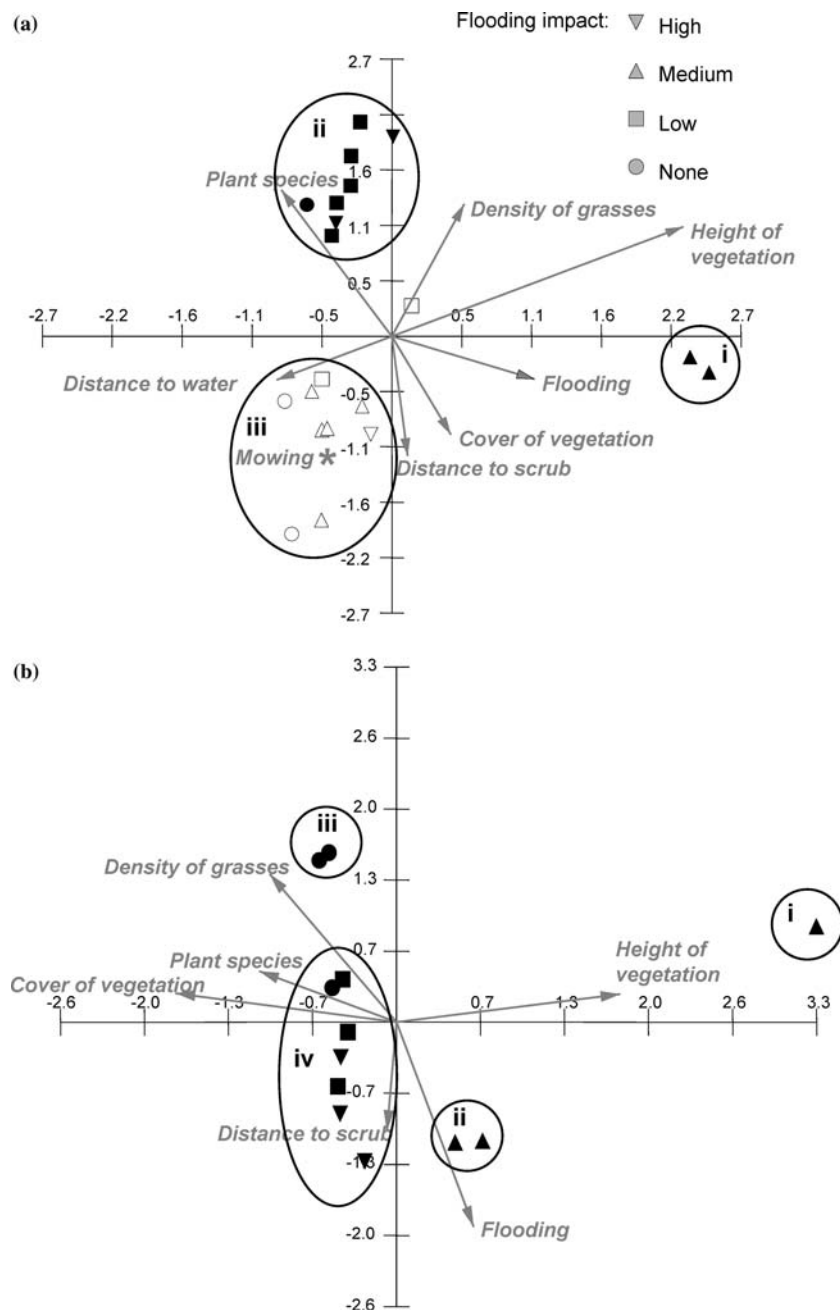 (a)
Flooding impact:
High
Medium
Low
None
2.7
ii
1.6
Plant species
Density of grasses
1.1
Height of
vegetation
0.5
-2.7 -2.2 -1.6 -1.1 -0.5 0.5 1.1 1.6 2.2 2.7
i
Distance to water
Flooding
-0.5
iii
Cover of vegetation
-1.1
Mowing *
Distance to scrub
-1.6
-2.2
-2.7
(b)
3.3
2.6
2.0
iii
1.3
Density of grasses
i
0.7
Plant species
Height of
vegetation
Cover of vegetation
-2.6 -2.0 -1.3 -0.7 0.7 1.3 2.0 2.6 3.3
iv
-0.7
ii
Distance to scrub
-1.3
Flooding
-2.0
-2.6